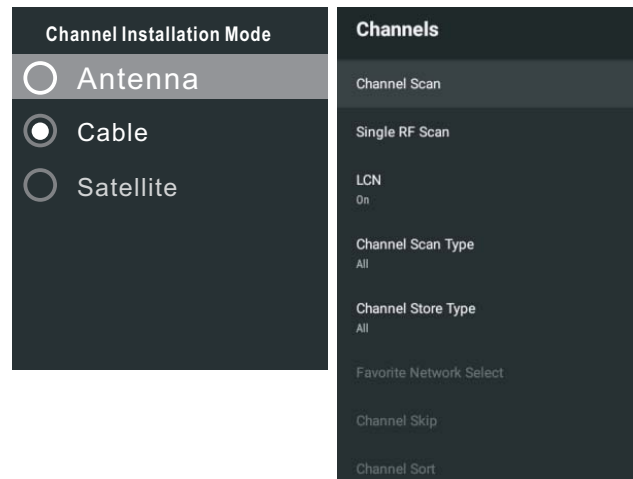 Channel Installation Mode
Antenna
Cable
Satellite
Channels
Channel Scan
Single RF Scan
LCN
On
Channel Scan Type
All
Channel Store Type
All
Favorite Network Select
Channel Skip
Channel Sort